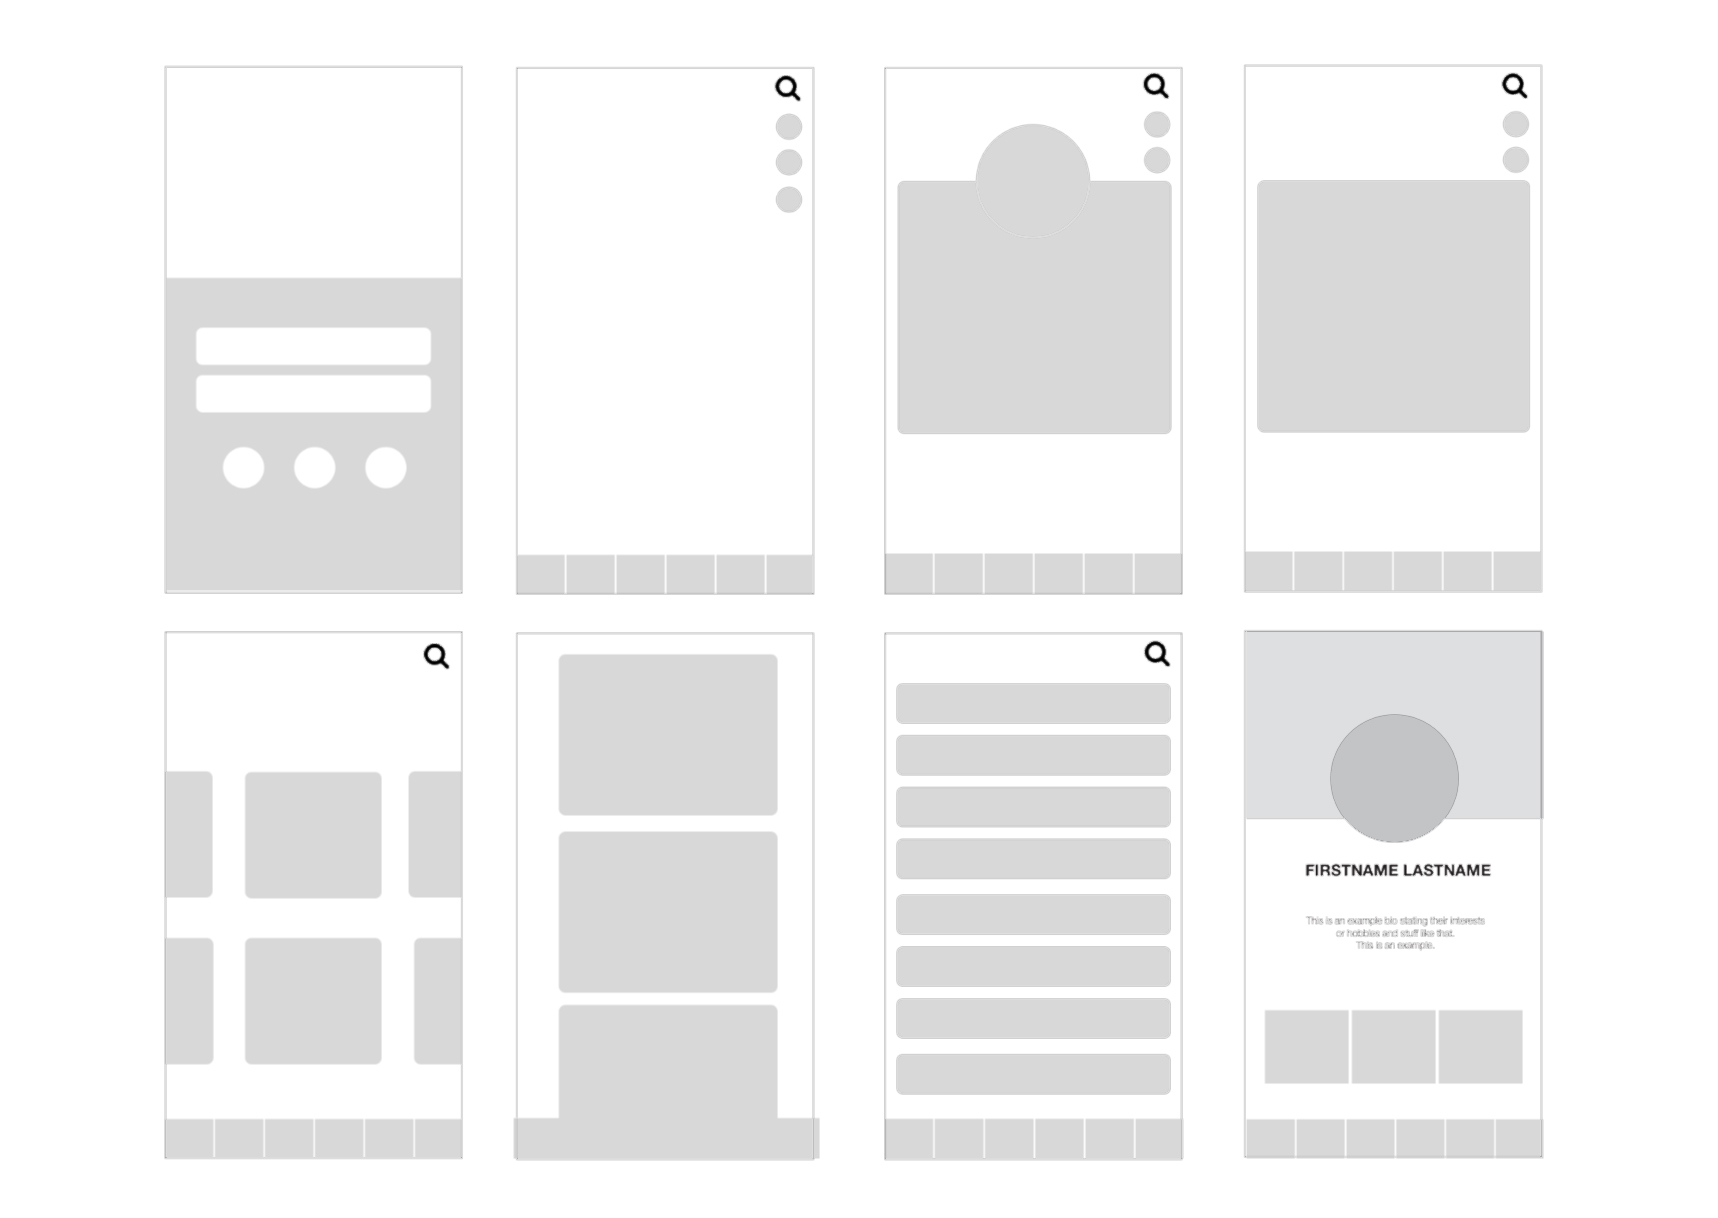 FIRSTNAME LASTNAME
This is an example bio stating their interests
or hobbies and stuff like that.
This is an example.